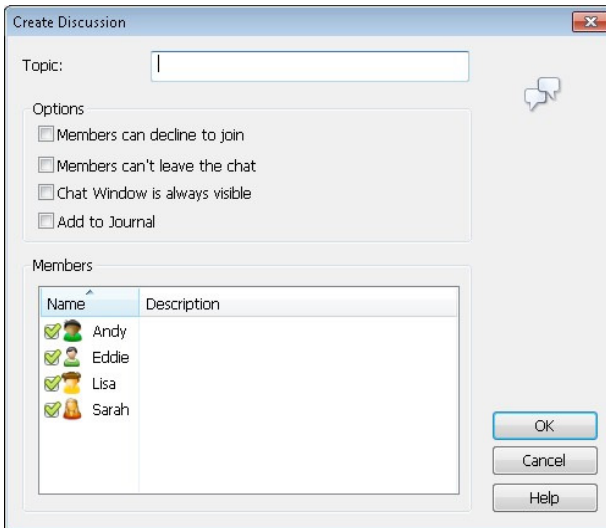 Create Discussion
Topic:
Options
Members can decline to join
Members can't leave the chat
Chat Window is always visible
Add to Journal
Members
Name Description
Andy
Eddie
Lisa
Sarah
OK
Cancel
Help